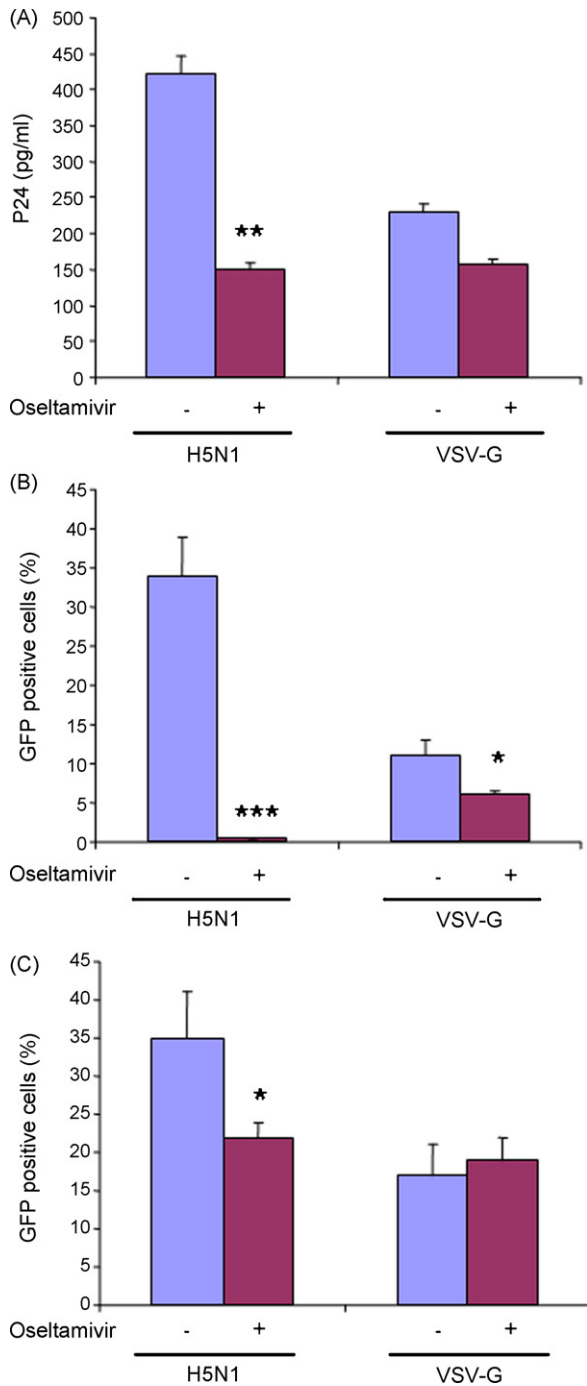 (A)
500
450
400
350
300
250
200
150
100
50
0
P24 (pg/ml)
**
Oseltamivir - + - +
H5N1 VSV-G
(B)
45
40
35
30
25
20
15
10
5
0
GFP positive cells (%)
***
*
Oseltamivir - + - +
H5N1 VSV-G
(C)
45
40
35
30
25
20
15
10
5
0
GFP positive cells (%)
*
Oseltamivir - + - +
H5N1 VSV-G